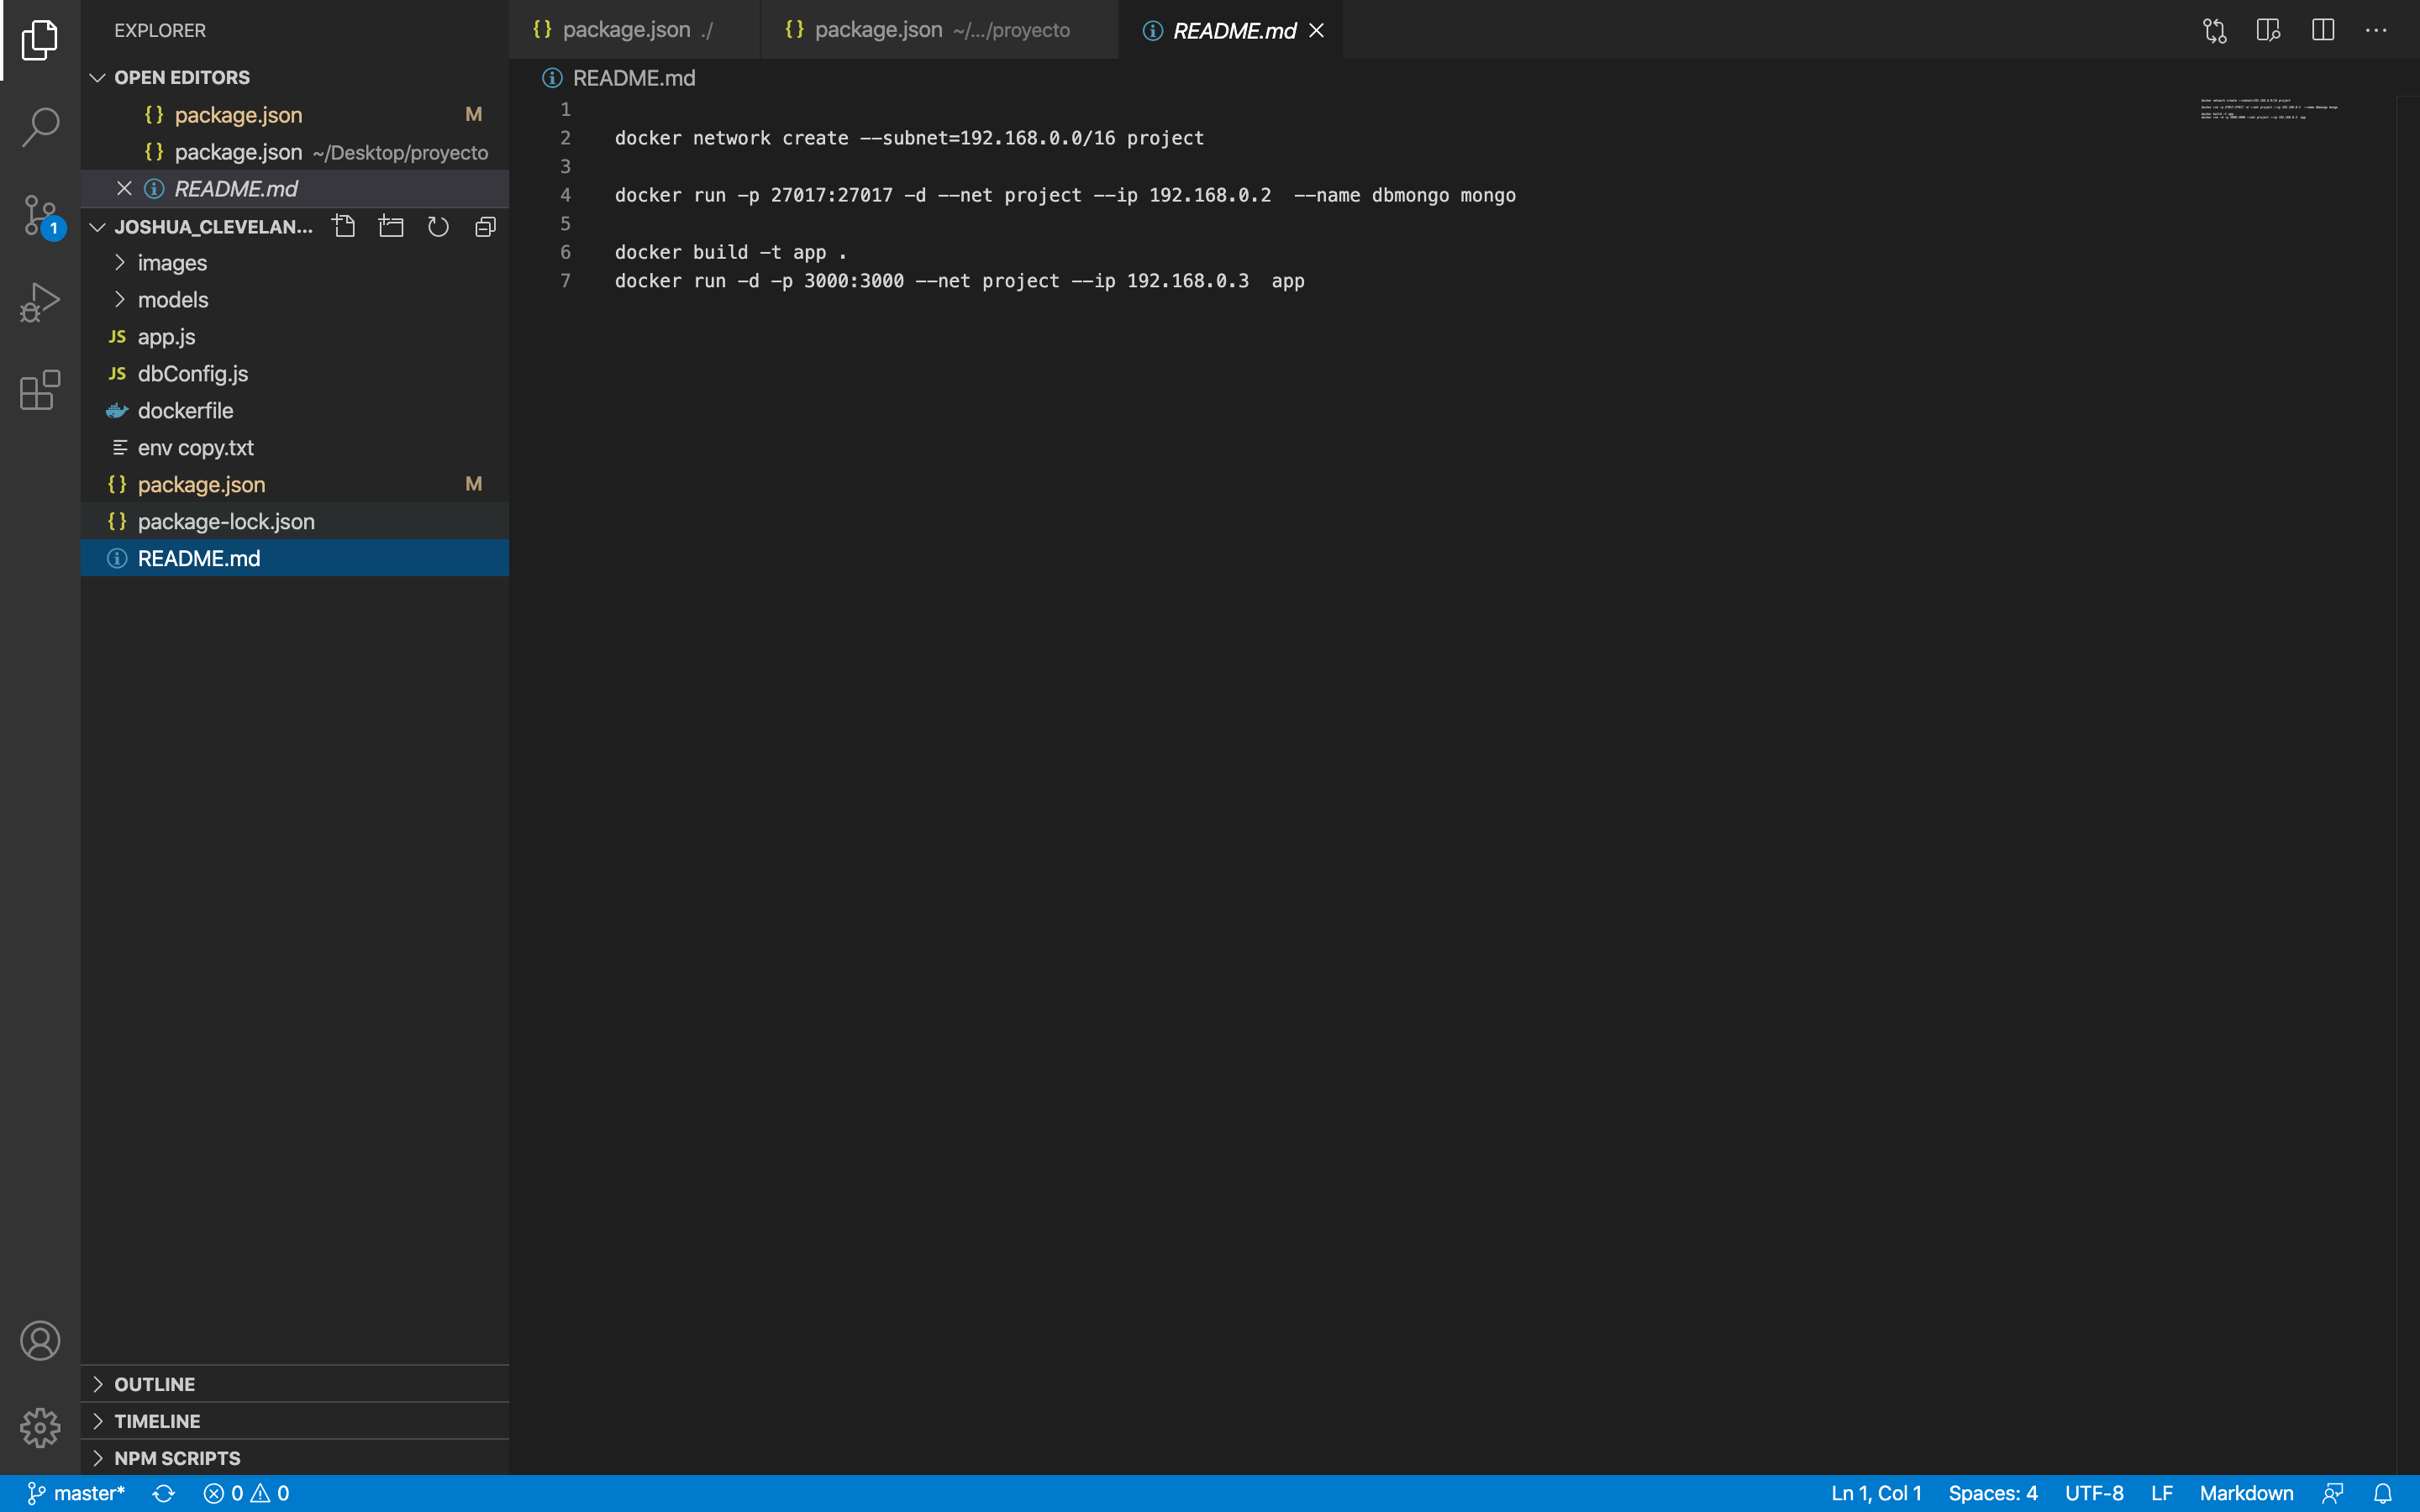 EXPLORER
OPEN EDITORS
{} package.json M
{} package.json ~/Desktop/proyecto
README.md
JOSHUA_CLEVELAN...
images
models
JS app.js
JS dbConfig.js
dockerfile
env copy.txt
{} package.json M
{} package-lock.json
README.md
OUTLINE
TIMELINE
NPM SCRIPTS
1
{} package.json ./
{} package.json ~/.../proyecto
README.md
README.md
1
2 docker network create --subnet=192.168.0.0/16 project
3
4 docker run -p 27017:27017 -d --net project --ip 192.168.0.2  --name dbmongo mongo
5
6 docker build -t app .
7 docker run -d -p 3000:3000 --net project --ip 192.168.0.3  app
master* 0 0 Ln 1, Col 1 Spaces: 4 UTF-8 LF Markdown